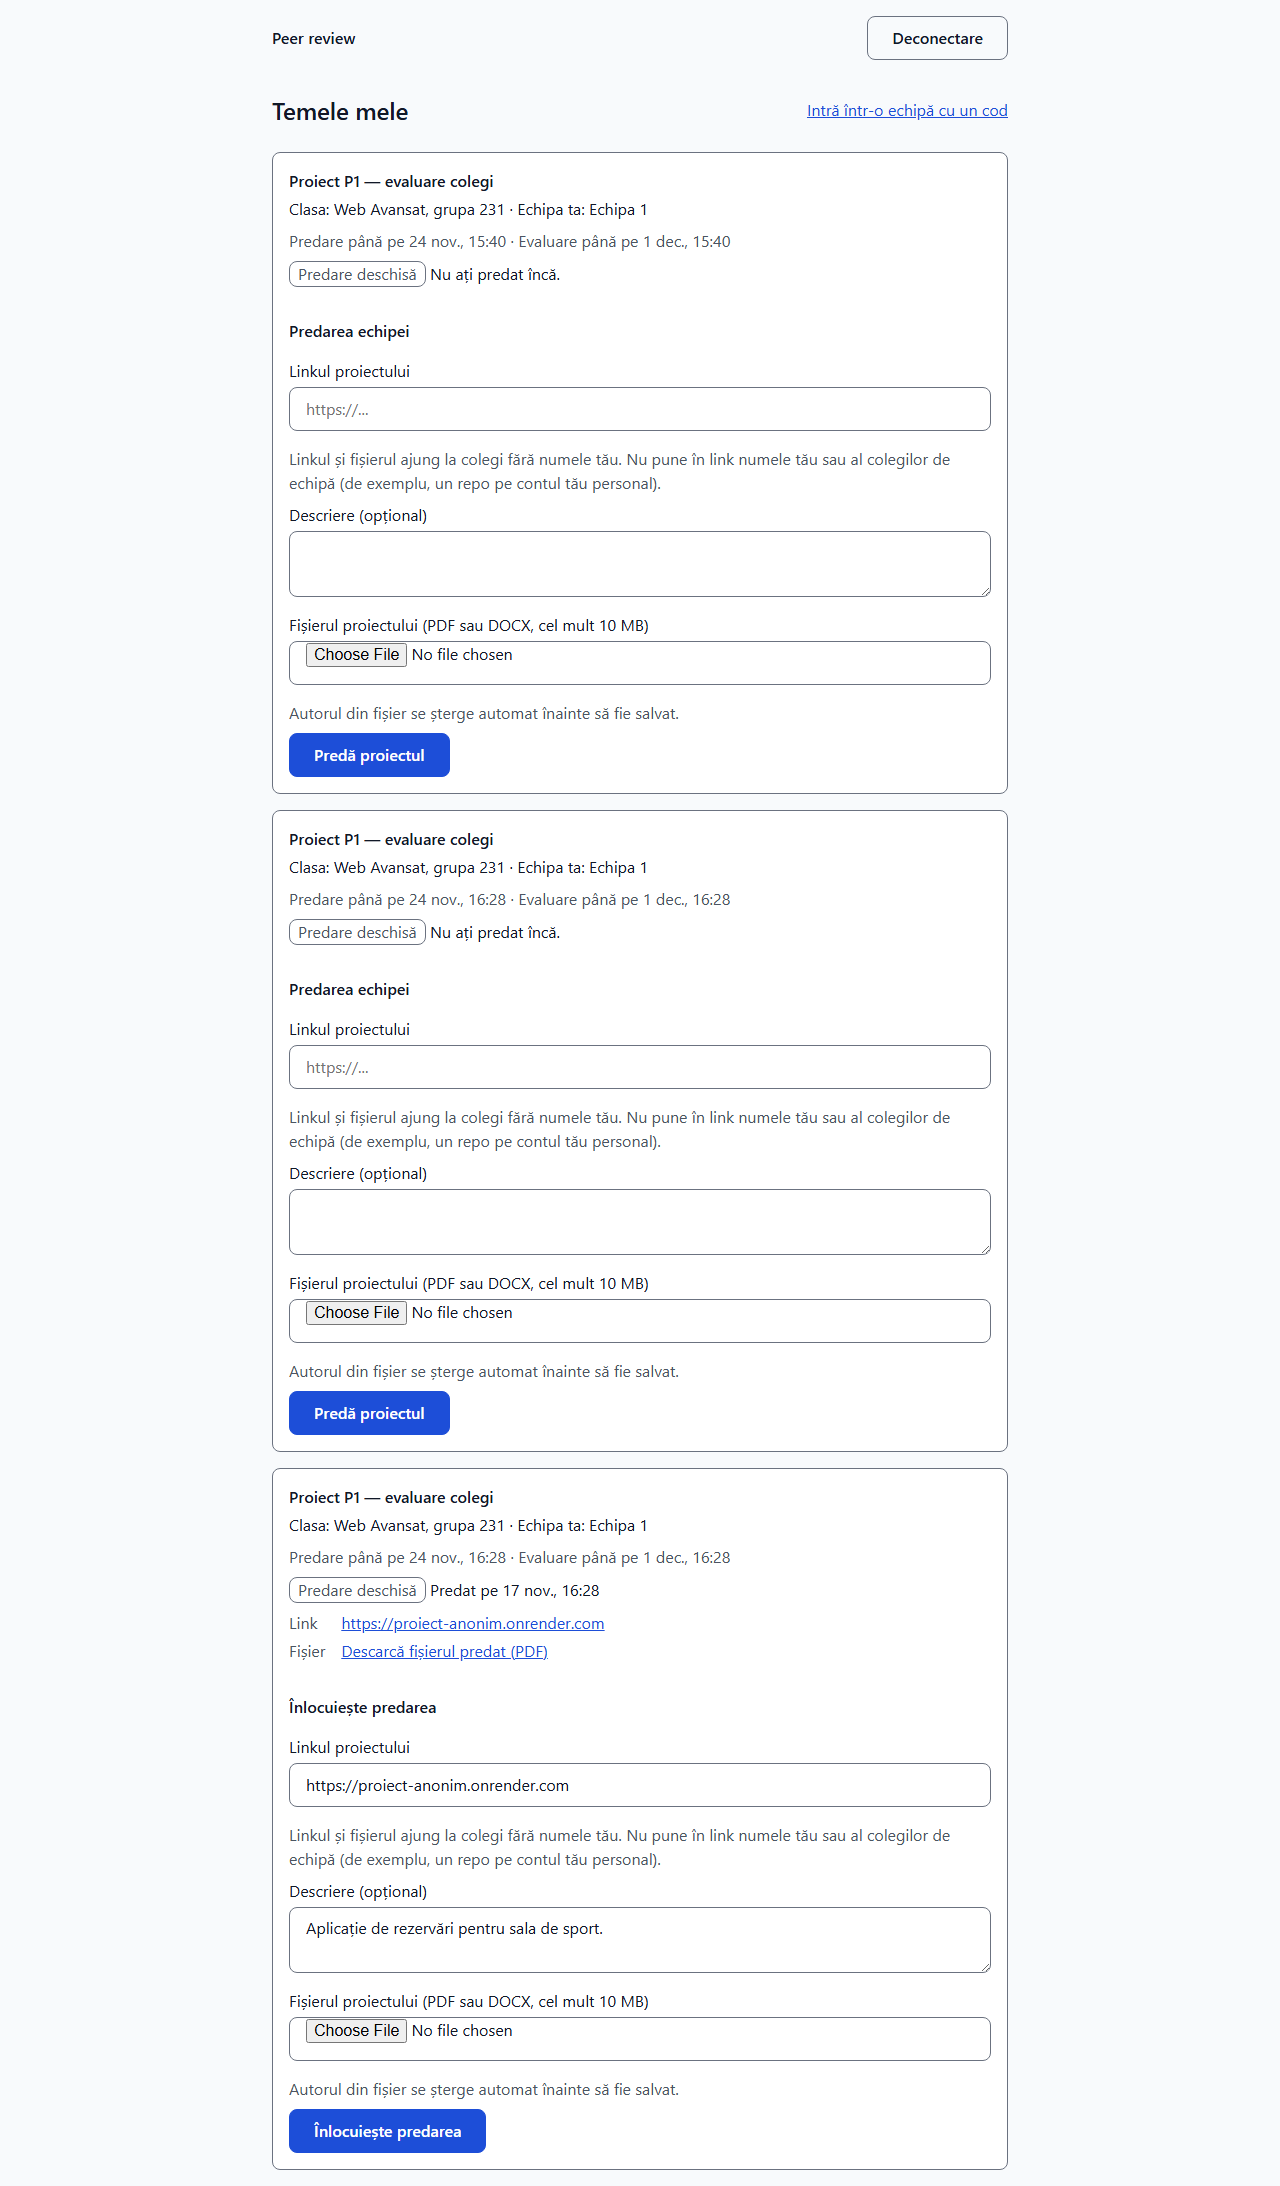 Peer review
Deconectare
Temele mele
Intră într-o echipă cu un cod
Proiect P1 — evaluare colegi
Clasa: Web Avansat, grupa 231 · Echipa ta: Echipa 1
Predare până pe 24 nov., 15:40 · Evaluare până pe 1 dec., 15:40
Predare deschisă Nu ați predat încă.
Predarea echipei
Linkul proiectului
https://...
Linkul și fișierul ajung la colegi fără numele tău. Nu pune în link numele tău sau al colegilor de
echipă (de exemplu, un repo pe contul tău personal).
Descriere (opțional)
Fișierul proiectului (PDF sau DOCX, cel mult 10 MB)
Choose File No file chosen
Autorul din fișier se șterge automat înainte să fie salvat.
Predă proiectul
Proiect P1 — evaluare colegi
Clasa: Web Avansat, grupa 231 · Echipa ta: Echipa 1
Predare până pe 24 nov., 16:28 · Evaluare până pe 1 dec., 16:28
Predare deschisă Nu ați predat încă.
Predarea echipei
Linkul proiectului
https://...
Linkul și fișierul ajung la colegi fără numele tău. Nu pune în link numele tău sau al colegilor de
echipă (de exemplu, un repo pe contul tău personal).
Descriere (opțional)
Fișierul proiectului (PDF sau DOCX, cel mult 10 MB)
Choose File No file chosen
Autorul din fișier se șterge automat înainte să fie salvat.
Predă proiectul
Proiect P1 — evaluare colegi
Clasa: Web Avansat, grupa 231 · Echipa ta: Echipa 1
Predare până pe 24 nov., 16:28 · Evaluare până pe 1 dec., 16:28
Predare deschisă Predat pe 17 nov., 16:28
Link https://proiect-anonim.onrender.com
Fișier Descarcă fișierul predat (PDF)
Înlocuiește predarea
Linkul proiectului
https://proiect-anonim.onrender.com
Linkul și fișierul ajung la colegi fără numele tău. Nu pune în link numele tău sau al colegilor de
echipă (de exemplu, un repo pe contul tău personal).
Descriere (opțional)
Aplicație de rezervări pentru sala de sport.
Fișierul proiectului (PDF sau DOCX, cel mult 10 MB)
Choose File No file chosen
Autorul din fișier se șterge automat înainte să fie salvat.
Înlocuiește predarea